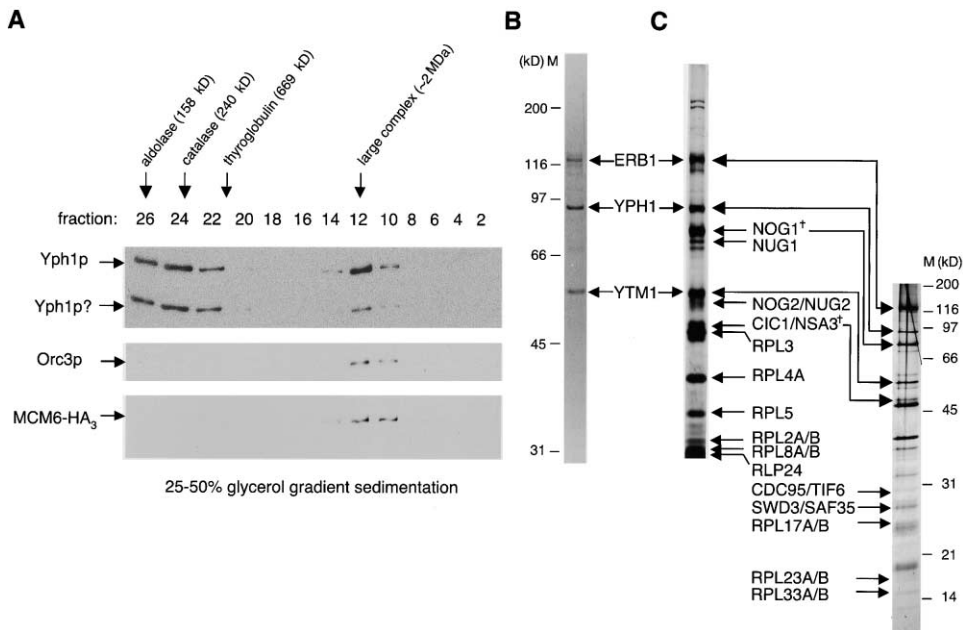 A
aldolase (158 kD)
catalase (240 kD)
thyroglobulin (669 kD)
large complex (~2 MDa)
fraction: 26 24 22 20 18 16 14 12 10 8 6 4 2
Yph1p
Yph1p?
Orc3p
MCM6-HA3
25-50% glycerol gradient sedimentation
B
(kD) M
200
116
97
66
45
31
C
ERB1
YPH1
NOG1†
NUG1
YTM1
NOG2/NUG2
CIC1/NSA3†
RPL3
RPL4A
RPL5
RPL2A/B
RPL8A/B
RLP24
CDC95/TIF6
SWD3/SAF35
RPL17A/B
RPL23A/B
RPL33A/B
M (kD)
200
116
97
66
45
31
21
14